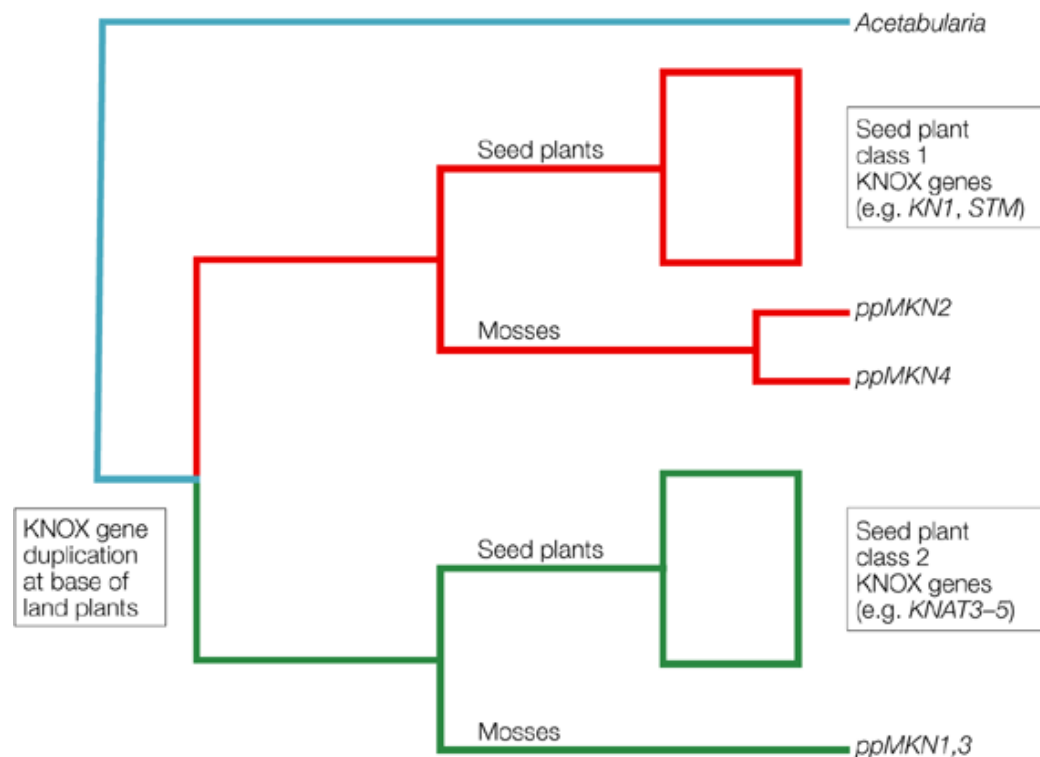 Acetabularia
Seed plants
Seed plant
class 1
KNOX genes
(e.g. KN1, STM)
Mosses
ppMKN2
ppMKN4
KNOX gene
duplication
at base of
land plants
Seed plants
Seed plant
class 2
KNOX genes
(e.g. KNAT3–5)
Mosses
ppMKN1,3